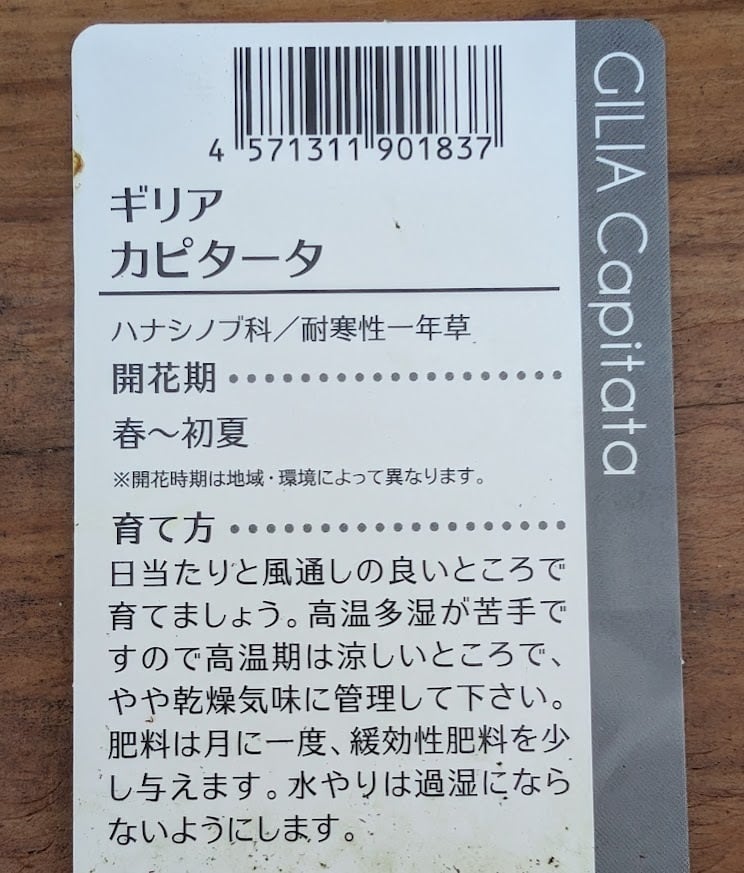 4 571311 901837
ギリア
カピタータ
ハナシノブ科／耐寒性一年草
開花期
春～初夏
※開花時期は地域・環境によって異なります。
育て方
日当たりと風通しの良いところで
育てましょう。高温多湿が苦手で
すので高温期は涼しいところで、
やや乾燥気味に管理して下さい。
肥料は月に一度、緩効性肥料を少
し与えます。水やりは過湿になら
ないようにします。
GILIA Capitata